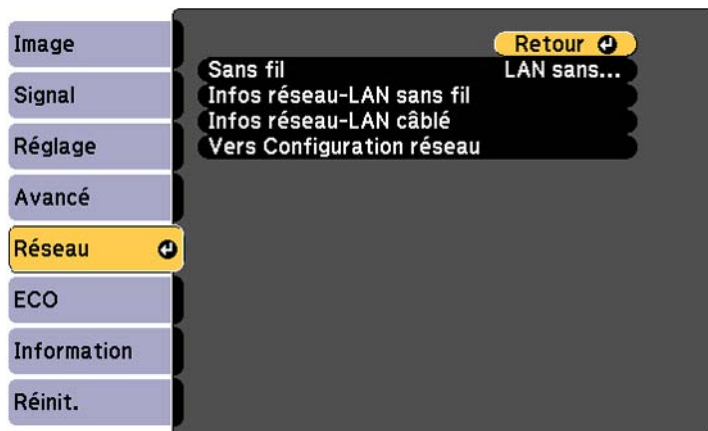 Image
Signal
Réglage
Avancé
Réseau
ECO
Information
Réinit.
Retour
Sans fil LAN sans...
Infos réseau-LAN sans fil
Infos réseau-LAN câblé
Vers Configuration réseau